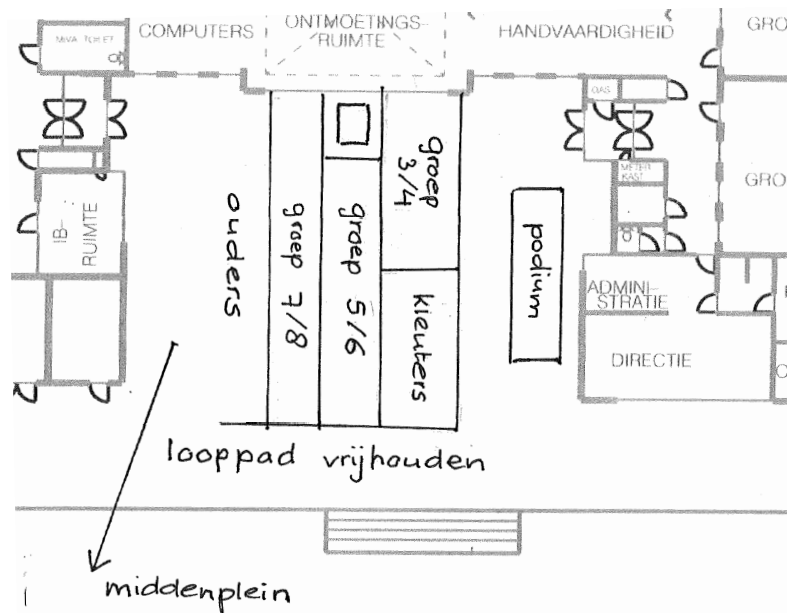 MIVA TOILET
COMPUTERS
ONTMOETINGS-
RUIMTE
HANDVAARDIGHEID
GRO
GAS
METER
KAST
GRO
IB-
RUIMTE
ouders
groep 7/8
groep 5/6
groep
3/4
kleuters
podium
ADMINI-
STRATIE
DIRECTIE
looppad vrijhouden
middenplein